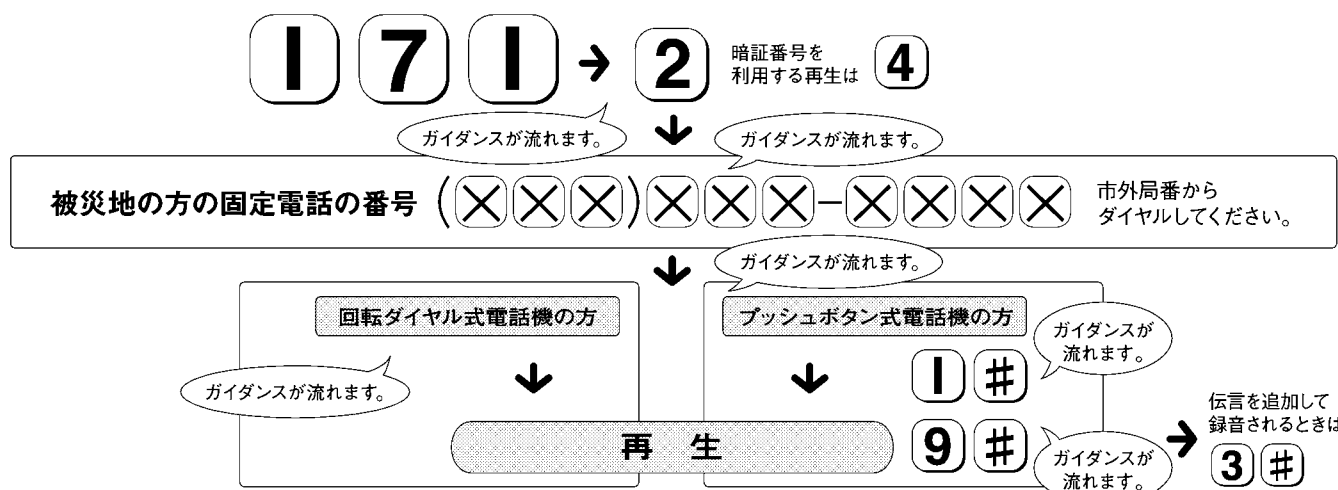 171→2 暗証番号を
利用する再生は 4
ガイダンスが流れます。
ガイダンスが流れます。
被災地の方の固定電話の番号 (×××)×××−×××× 市外局番から
ダイヤルしてください。
ガイダンスが流れます。
回転ダイヤル式電話機の方
プッシュボタン式電話機の方
ガイダンスが流れます。
1#
ガイダンスが
流れます。
再 生
9#
ガイダンスが
流れます。
伝言を追加して
録音されるときは
3#